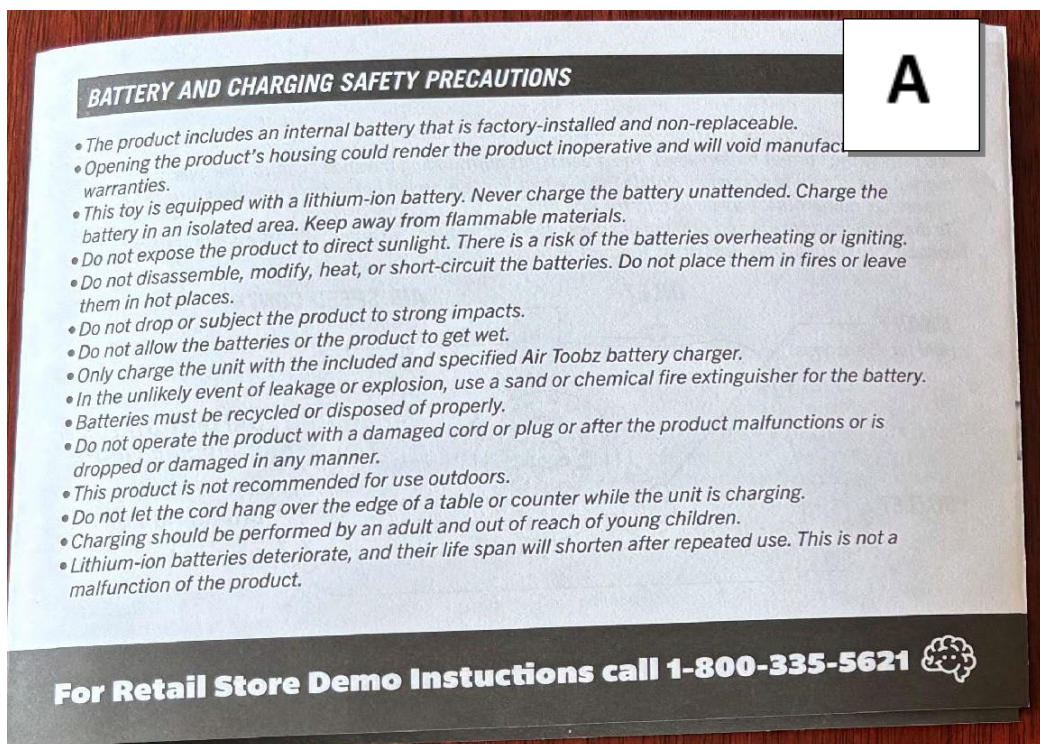 BATTERY AND CHARGING SAFETY PRECAUTIONS
A
• The product includes an internal battery that is factory-installed and non-replaceable.
• Opening the product's housing could render the product inoperative and will void
warranties.
• This toy is equipped with a lithium-ion battery. Never charge the battery unattended. Charge the
battery in an isolated area. Keep away from flammable materials.
• Do not expose the product to direct sunlight. There is a risk of the batteries overheating or igniting.
• Do not disassemble, modify, heat, or short-circuit the batteries. Do not place them in fires or leave
them in hot places.
• Do not drop or subject the product to strong impacts.
• Do not allow the batteries or the product to get wet.
• Only charge the unit with the included and specified Air Toobz battery charger.
• In the unlikely event of leakage or explosion, use a sand or chemical fire extinguisher for the battery.
• Batteries must be recycled or disposed of properly.
• Do not operate the product with a damaged cord or plug or after the product malfunctions or is
dropped or damaged in any manner.
• This product is not recommended for use outdoors.
• Do not let the cord hang over the edge of a table or counter while the unit is charging.
• Charging should be performed by an adult and out of reach of young children.
• Lithium-ion batteries deteriorate, and their life span will shorten after repeated use. This is not a
malfunction of the product.
For Retail Store Demo Instuctions call 1-800-335-5621